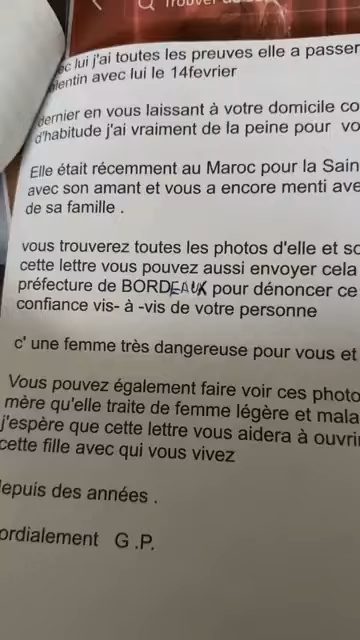 Trouver
lui j'ai toutes les preuves elle a passer
avec lui le 14fevrier
dernier en vous laissant à votre domicile co
d'habitude j'ai vraiment de la peine pour vo
Elle était récemment au Maroc pour la Sain
avec son amant et vous a encore menti ave
de sa famille .
vous trouverez toutes les photos d'elle et so
cette lettre vous pouvez aussi envoyer cela
préfecture de BORDEAUX pour dénoncer ce
confiance vis- à -vis de votre personne
c' une femme très dangereuse pour vous et
Vous pouvez également faire voir ces photo
mère qu'elle traite de femme légère et mala
j'espère que cette lettre vous aidera à ouvri
cette fille avec qui vous vivez
depuis des années .
ordialement G .P.